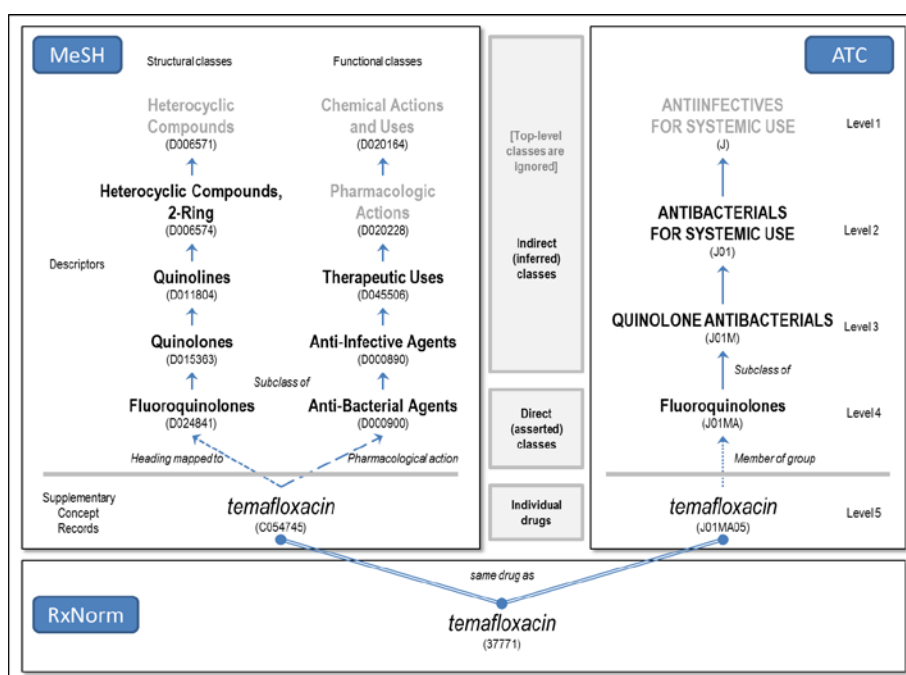 MeSH
Structural classes
Functional classes
Heterocyclic
Compounds
(D006571)
Chemical Actions
and Uses
(D020164)
Heterocyclic Compounds,
2-Ring
(D006574)
Pharmacologic
Actions
(D020228)
Descriptors
Quinolines
(D011804)
Therapeutic Uses
(D045506)
Quinolones
(D015363)
Anti-Infective Agents
(D000890)
Subclass of
Fluoroquinolones
(D024841)
Anti-Bacterial Agents
(D000900)
Heading mapped to
Pharmacological action
Supplementary
Concept
Records
temafloxacin
(C054745)
[Top-level
classes are
ignored]
Indirect
(inferred)
classes
Direct
(asserted)
classes
Individual
drugs
ATC
ANTIINFECTIVES
FOR SYSTEMIC USE
(J)
Level 1
ANTIBACTERIALS
FOR SYSTEMIC USE
(J01)
Level 2
QUINOLONE ANTIBACTERIALS
(J01M)
Level 3
Subclass of
Fluoroquinolones
(J01MA)
Level 4
Member of group
temafloxacin
(J01MA05)
Level 5
same drug as
RxNorm
temafloxacin
(37771)